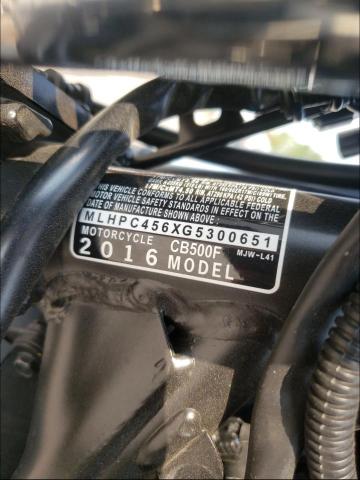 THIS VEHICLE CONFORMS TO ALL APPLICABLE FEDERAL
MOTOR VEHICLE SAFETY STANDARDS IN EFFECT ON THE
DATE OF MANUFACTURE SHOWN ABOVE.
MLHPC456XG5300651
MOTORCYCLE CB500F MJW-L41
2016 MODEL